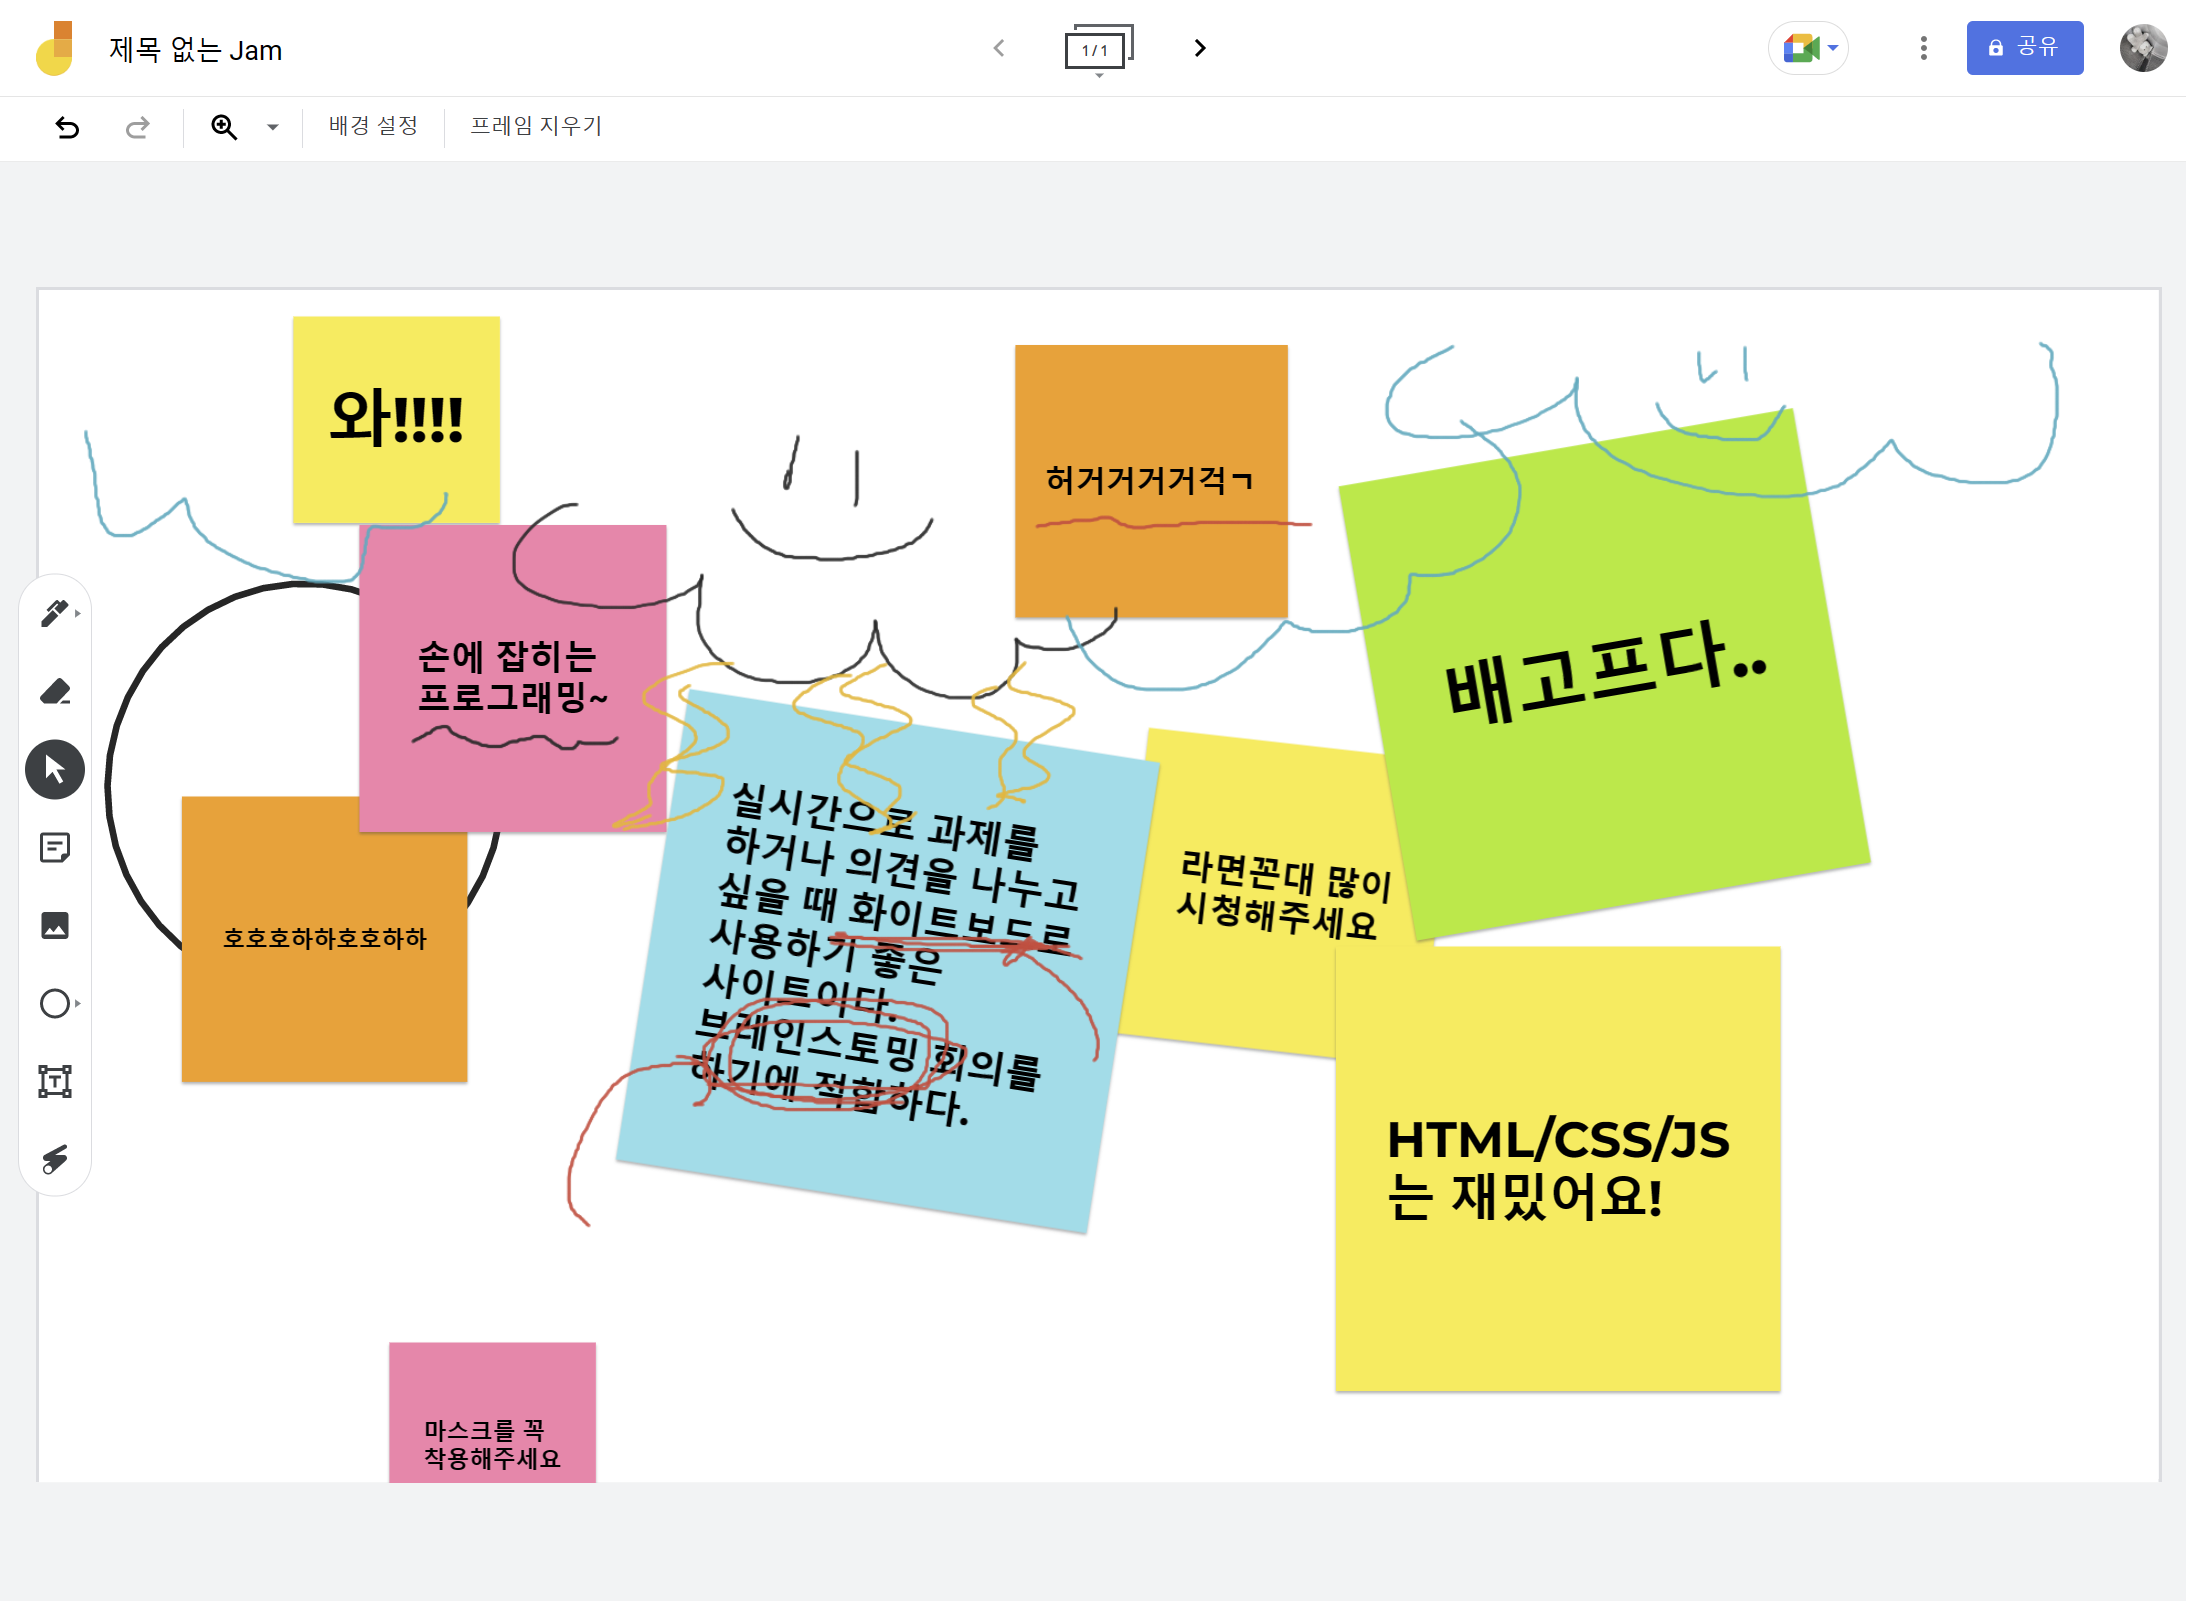 제목 없는 Jam
1/1
공유
배경 설정
프레임 지우기
와!!!!
허거거거거걱ㄱ
손에 잡히는
프로그래밍~
배고프다..
실시간으로 과제를
하거나 의견을 나누고
싶을 때 화이트보드로
사용하기 좋은
사이트이다.
브레인스토밍 회의를
하기에 적합하다.
라면꼰대 많이
시청해주세요
호호호하하호호하하
HTML/CSS/JS
는 재밌어요!
마스크를 꼭
착용해주세요